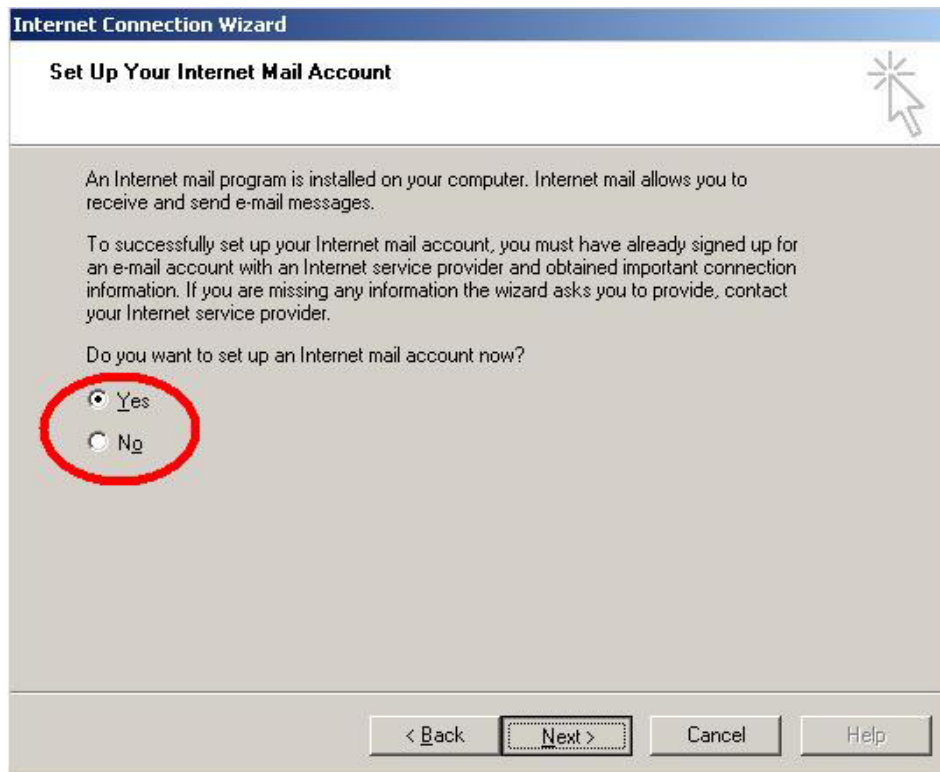 Internet Connection Wizard
Set Up Your Internet Mail Account
An Internet mail program is installed on your computer. Internet mail allows you to
receive and send e-mail messages.
To successfully set up your Internet mail account, you must have already signed up for
an e-mail account with an Internet service provider and obtained important connection
information. If you are missing any information the wizard asks you to provide, contact
your Internet service provider.
Do you want to set up an Internet mail account now?
Yes
No
< Back Next > Cancel Help